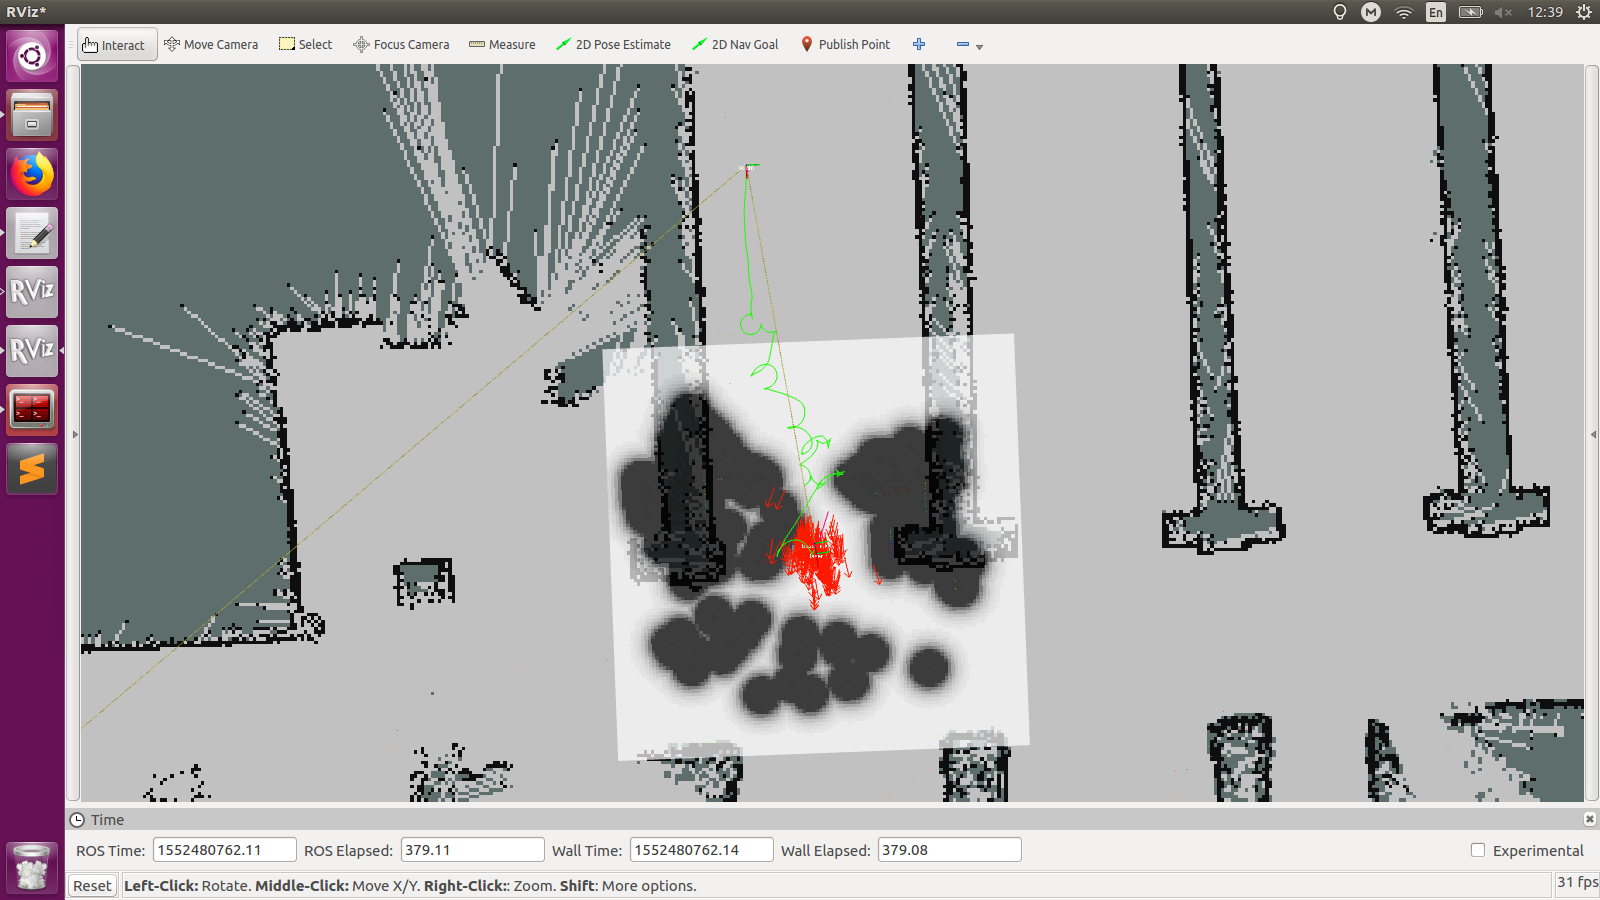 RViz*
M
En
12:39
Interact Move Camera Select Focus Camera Measure 2D Pose Estimate 2D Nav Goal Publish Point
RViz
RViz
Time
ROS Time: 1552480762.11 ROS Elapsed: 379.11 Wall Time: 1552480762.14 Wall Elapsed: 379.08 Experimental
Reset Left-Click: Rotate. Middle-Click: Move X/Y. Right-Click:: Zoom. Shift: More options. 31 fps